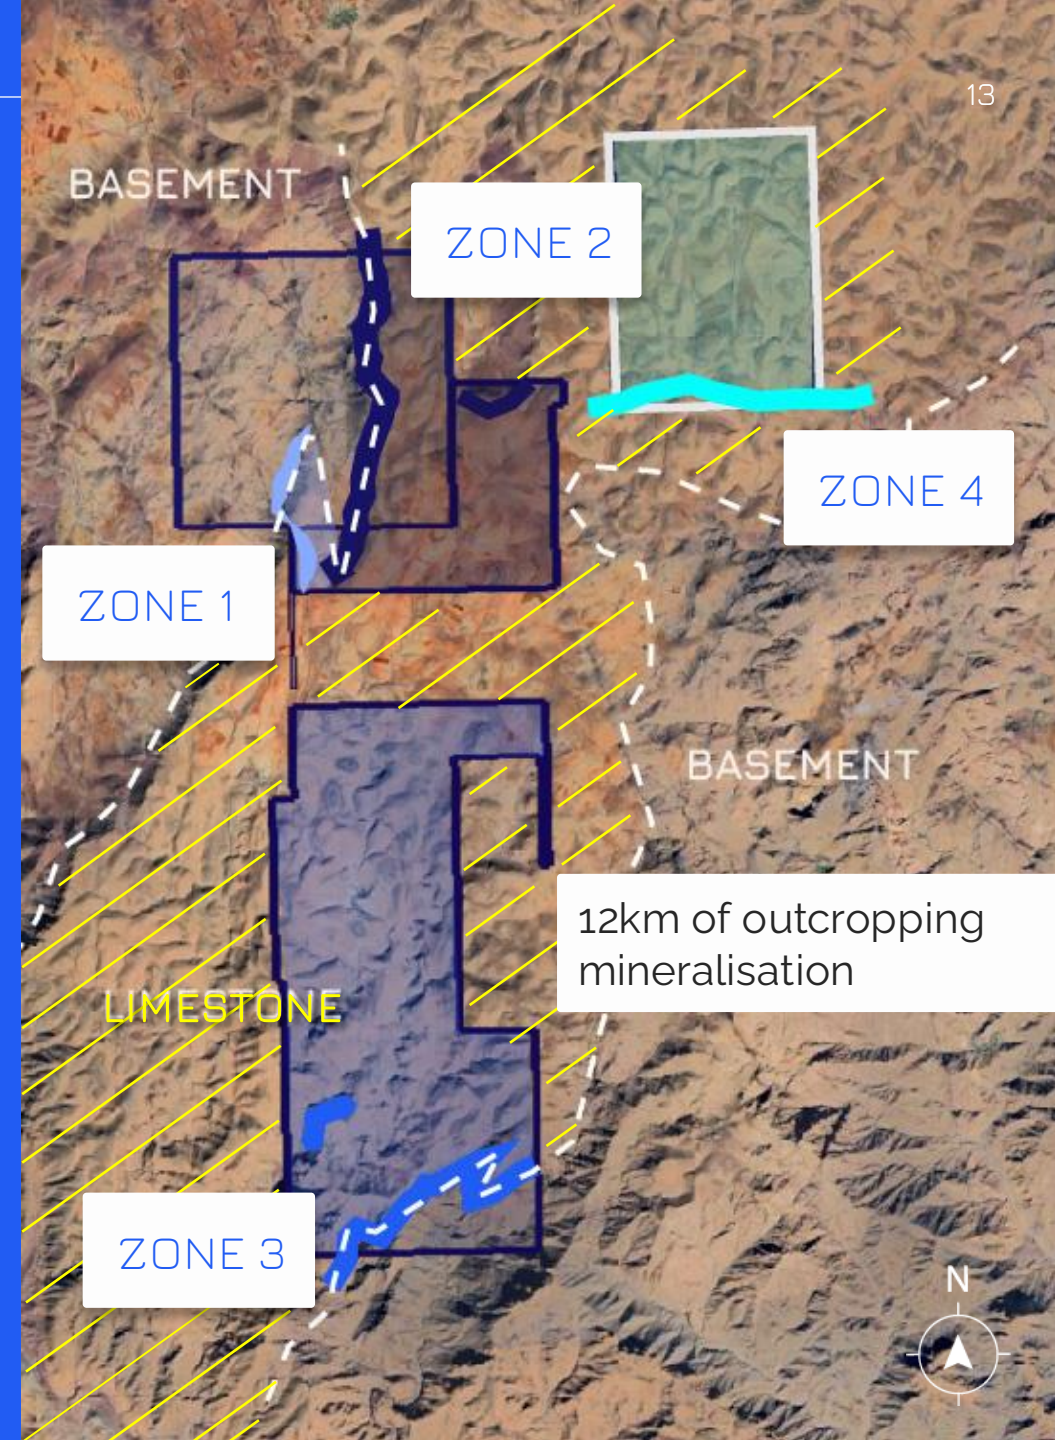 13
BASEMENT
ZONE 2
ZONE 4
ZONE 1
BASEMENT
12km of outcropping
mineralisation
LIMESTONE
ZONE 3
N